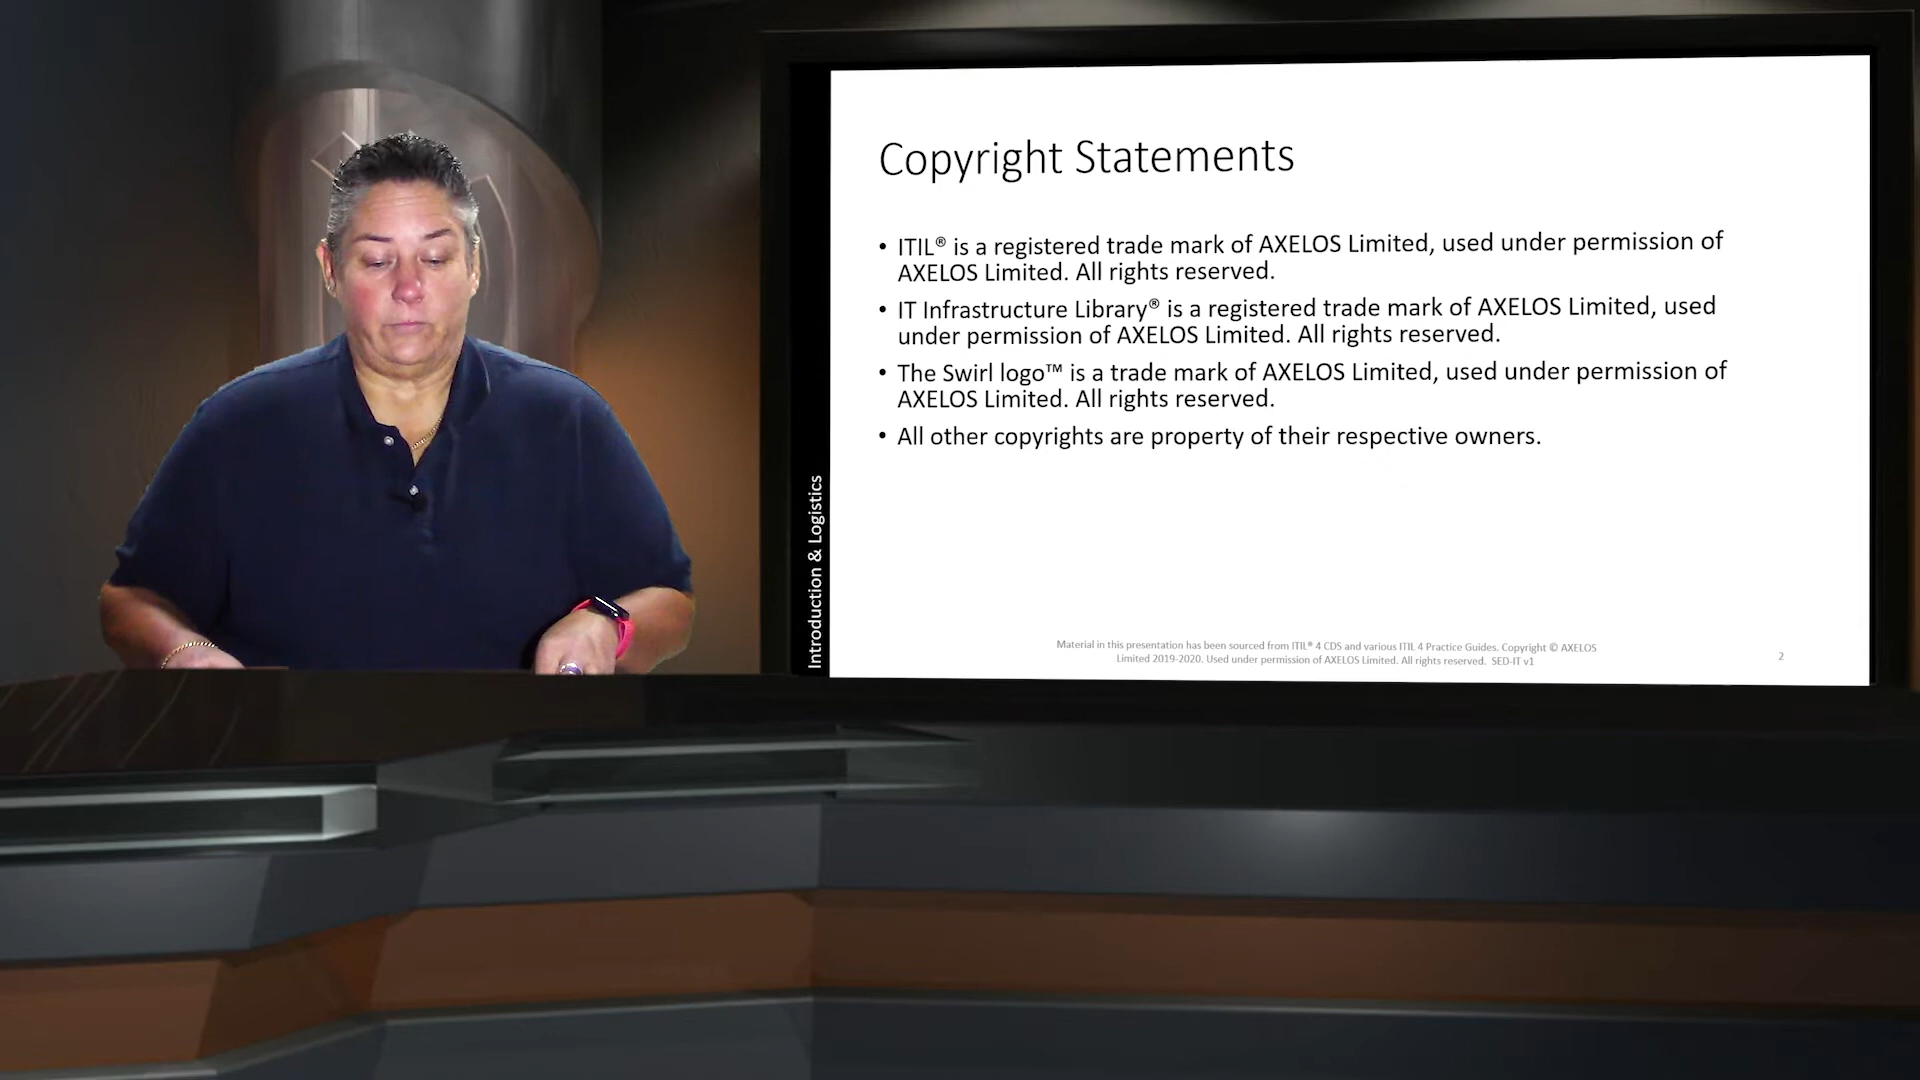 Copyright Statements
• ITIL® is a registered trade mark of AXELOS Limited, used under permission of
AXELOS Limited. All rights reserved.
• IT Infrastructure Library® is a registered trade mark of AXELOS Limited, used
under permission of AXELOS Limited. All rights reserved.
• The Swirl logo™ is a trade mark of AXELOS Limited, used under permission of
AXELOS Limited. All rights reserved.
• All other copyrights are property of their respective owners.
Introduction & Logistics
Material in this presentation has been sourced from ITIL® 4 CDS and various ITIL 4 Practice Guides. Copyright © AXELOS
Limited 2019-2020. Used under permission of AXELOS Limited. All rights reserved. SED-IT v1
2